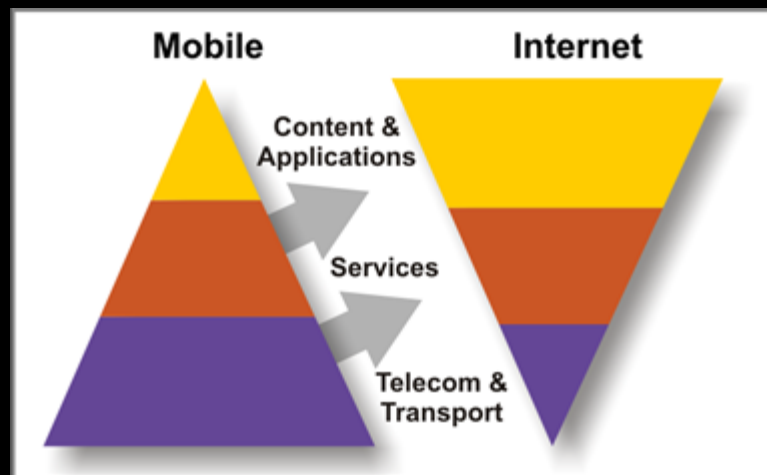 Mobile
Internet
Content &
Applications
Services
Telecom &
Transport